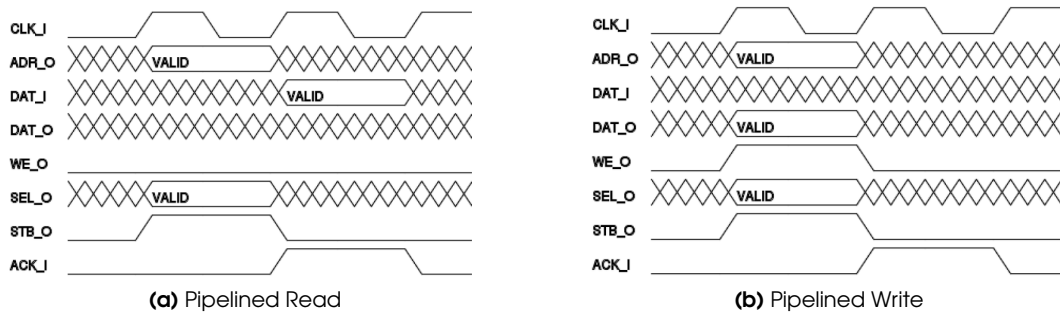 CLK_I
ADR_O VALID
DAT_I VALID
DAT_O
WE_O
SEL_O VALID
STB_O
ACK_I
(a) Pipelined Read
CLK_I
ADR_O VALID
DAT_I
DAT_O VALID
WE_O
SEL_O VALID
STB_O
ACK_I
(b) Pipelined Write